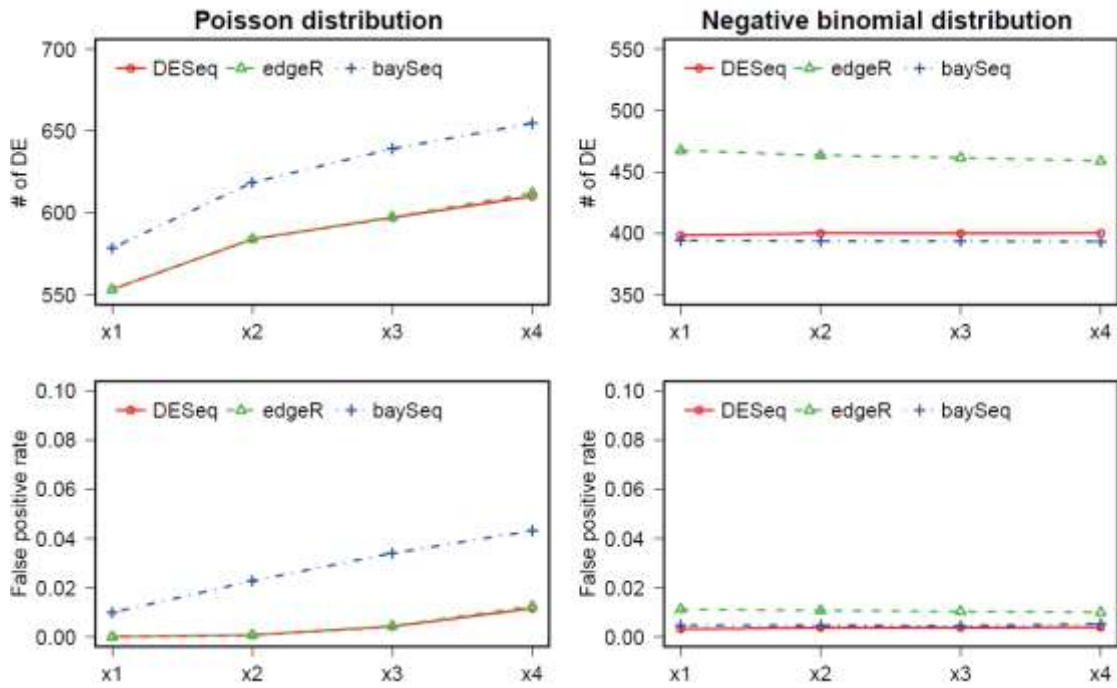 Poisson distribution
700
650
600
550
# of DE
DESeq edgeR baySeq
x1 x2 x3 x4
Negative binomial distribution
550
500
450
400
350
# of DE
DESeq edgeR baySeq
x1 x2 x3 x4
0.10
0.08
0.06
0.04
0.02
0.00
False positive rate
DESeq edgeR baySeq
x1 x2 x3 x4
0.10
0.08
0.06
0.04
0.02
0.00
False positive rate
DESeq edgeR baySeq
x1 x2 x3 x4